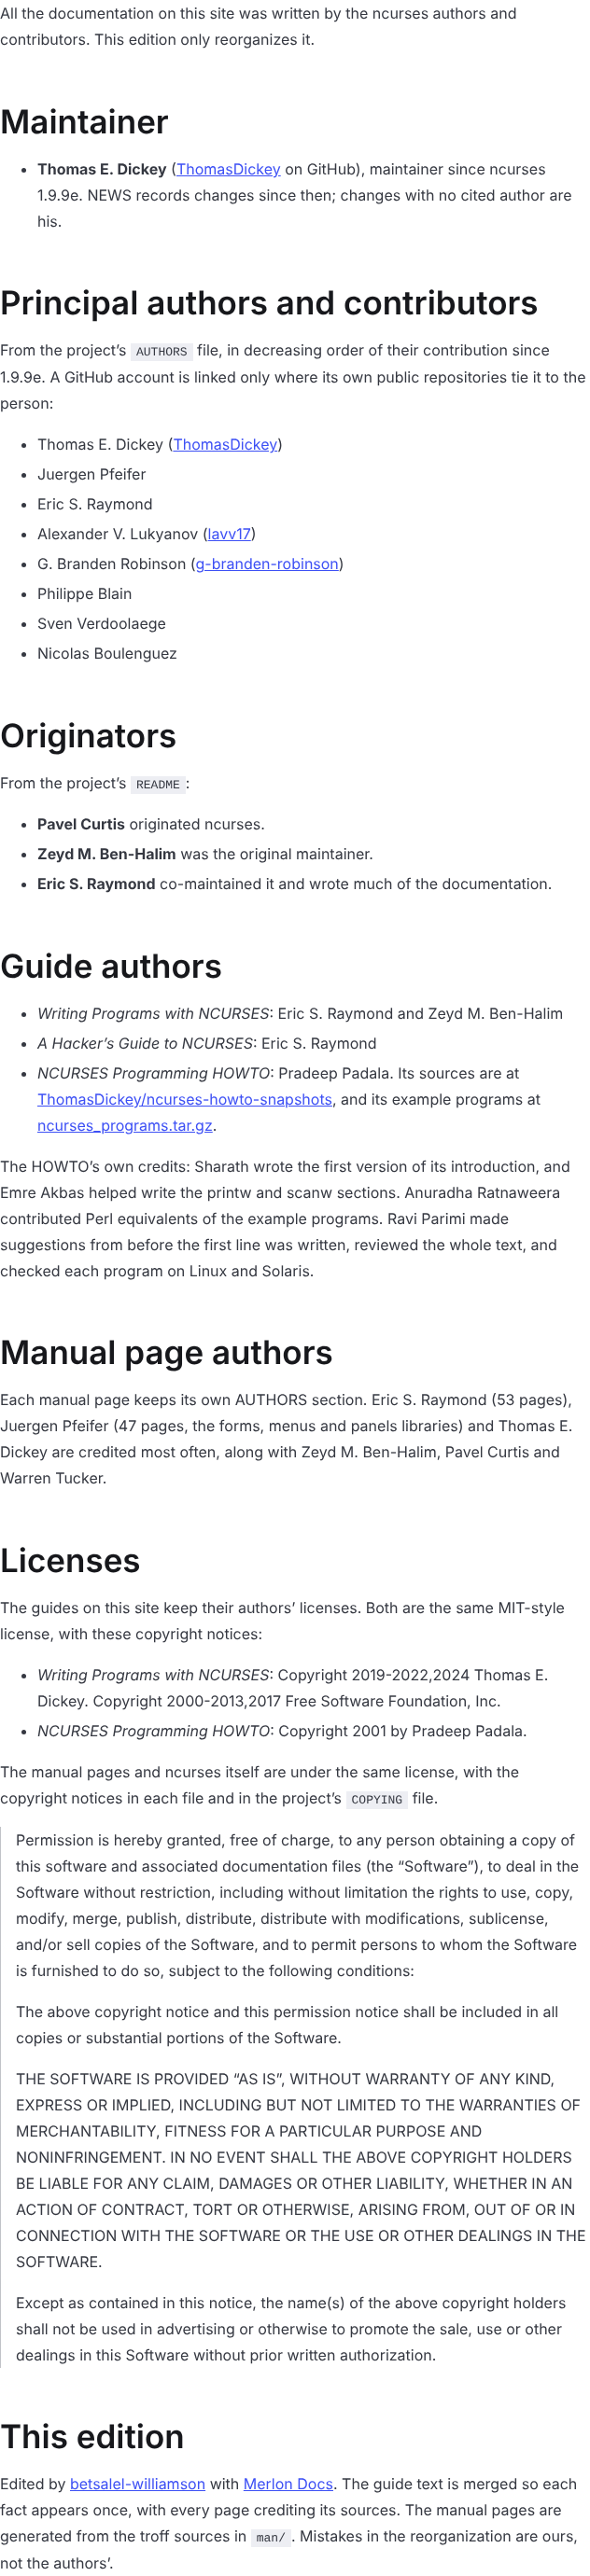 All the documentation on this site was written by the ncurses authors and
contributors. This edition only reorganizes it.
Maintainer
• Thomas E. Dickey (ThomasDickey on GitHub), maintainer since ncurses
1.9.9e. NEWS records changes since then; changes with no cited author are
his.
Principal authors and contributors
From the project’s AUTHORS file, in decreasing order of their contribution since
1.9.9e. A GitHub account is linked only where its own public repositories tie it to the
person:
• Thomas E. Dickey (ThomasDickey)
• Juergen Pfeifer
• Eric S. Raymond
• Alexander V. Lukyanov (lavv17)
• G. Branden Robinson (g-branden-robinson)
• Philippe Blain
• Sven Verdoolaege
• Nicolas Boulenguez
Originators
From the project’s README:
• Pavel Curtis originated ncurses.
• Zeyd M. Ben-Halim was the original maintainer.
• Eric S. Raymond co-maintained it and wrote much of the documentation.
Guide authors
• Writing Programs with NCURSES: Eric S. Raymond and Zeyd M. Ben-Halim
• A Hacker’s Guide to NCURSES: Eric S. Raymond
• NCURSES Programming HOWTO: Pradeep Padala. Its sources are at
ThomasDickey/ncurses-howto-snapshots, and its example programs at
ncurses_programs.tar.gz.
The HOWTO’s own credits: Sharath wrote the first version of its introduction, and
Emre Akbas helped write the printw and scanw sections. Anuradha Ratnaweera
contributed Perl equivalents of the example programs. Ravi Parimi made
suggestions from before the first line was written, reviewed the whole text, and
checked each program on Linux and Solaris.
Manual page authors
Each manual page keeps its own AUTHORS section. Eric S. Raymond (53 pages),
Juergen Pfeifer (47 pages, the forms, menus and panels libraries) and Thomas E.
Dickey are credited most often, along with Zeyd M. Ben-Halim, Pavel Curtis and
Warren Tucker.
Licenses
The guides on this site keep their authors’ licenses. Both are the same MIT-style
license, with these copyright notices:
• Writing Programs with NCURSES: Copyright 2019-2022,2024 Thomas E.
Dickey. Copyright 2000-2013,2017 Free Software Foundation, Inc.
• NCURSES Programming HOWTO: Copyright 2001 by Pradeep Padala.
The manual pages and ncurses itself are under the same license, with the
copyright notices in each file and in the project’s COPYING file.
Permission is hereby granted, free of charge, to any person obtaining a copy of
this software and associated documentation files (the “Software”), to deal in the
Software without restriction, including without limitation the rights to use, copy,
modify, merge, publish, distribute, distribute with modifications, sublicense,
and/or sell copies of the Software, and to permit persons to whom the Software
is furnished to do so, subject to the following conditions:
The above copyright notice and this permission notice shall be included in all
copies or substantial portions of the Software.
THE SOFTWARE IS PROVIDED “AS IS”, WITHOUT WARRANTY OF ANY KIND,
EXPRESS OR IMPLIED, INCLUDING BUT NOT LIMITED TO THE WARRANTIES OF
MERCHANTABILITY, FITNESS FOR A PARTICULAR PURPOSE AND
NONINFRINGEMENT. IN NO EVENT SHALL THE ABOVE COPYRIGHT HOLDERS
BE LIABLE FOR ANY CLAIM, DAMAGES OR OTHER LIABILITY, WHETHER IN AN
ACTION OF CONTRACT, TORT OR OTHERWISE, ARISING FROM, OUT OF OR IN
CONNECTION WITH THE SOFTWARE OR THE USE OR OTHER DEALINGS IN THE
SOFTWARE.
Except as contained in this notice, the name(s) of the above copyright holders
shall not be used in advertising or otherwise to promote the sale, use or other
dealings in this Software without prior written authorization.
This edition
Edited by betsalel-williamson with Merlon Docs. The guide text is merged so each
fact appears once, with every page crediting its sources. The manual pages are
generated from the troff sources in man/. Mistakes in the reorganization are ours,
not the authors’.